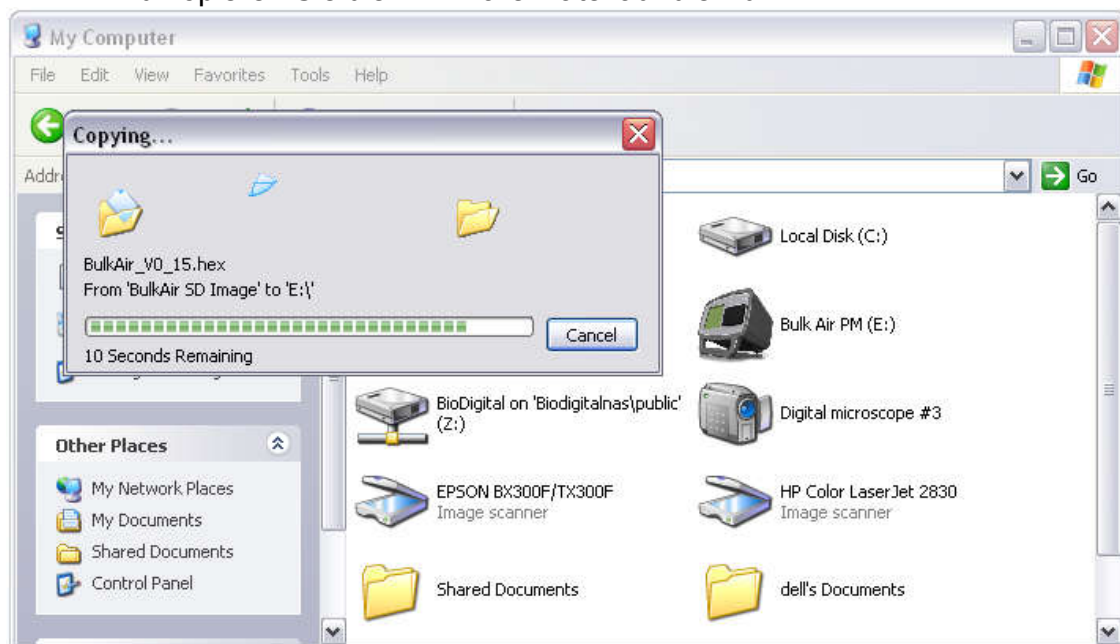 My Computer
File Edit View Favorites Tools Help
Copying...
Go
BulkAir_V0_15.hex
From 'BulkAir SD Image' to 'E:\'
Cancel
10 Seconds Remaining
Local Disk (C:)
Bulk Air PM (E:)
BioDigital on 'Biodigitalnas\public'
(Z:)
Digital microscope #3
EPSON BX300F/TX300F
Image scanner
HP Color LaserJet 2830
Image scanner
Shared Documents
dell's Documents
Other Places
My Network Places
My Documents
Shared Documents
Control Panel